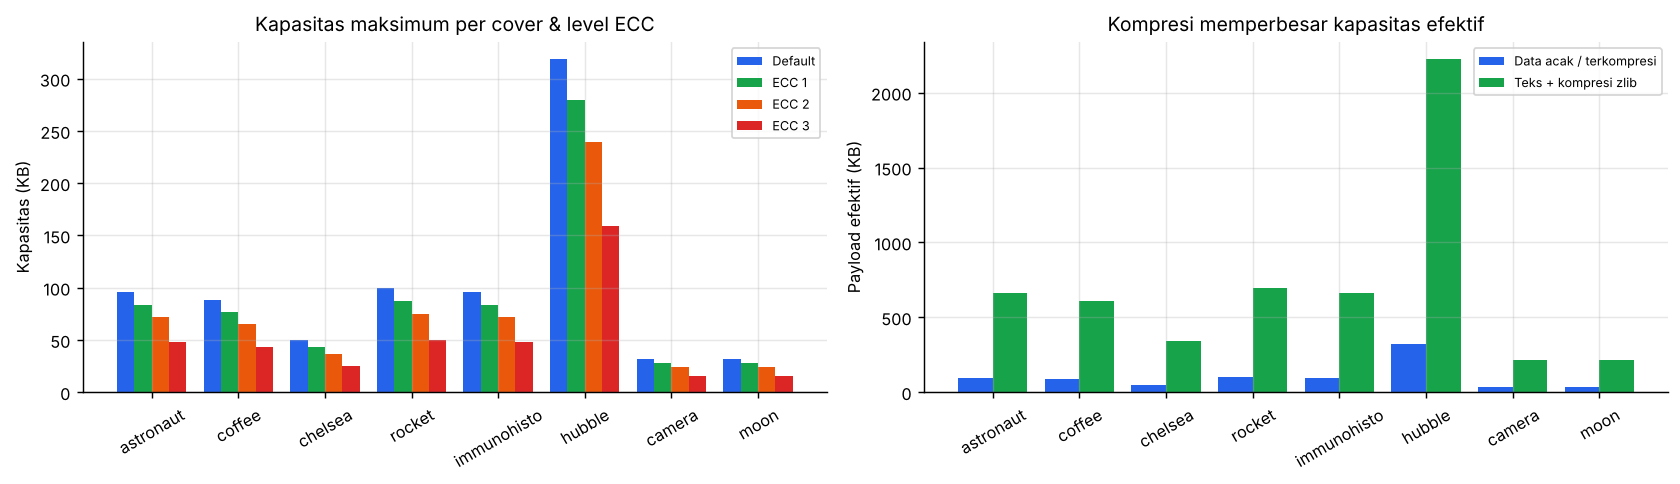 Kapasitas maksimum per cover & level ECC
Kapasitas (KB)
300
250
200
150
100
50
0
Default
ECC 1
ECC 2
ECC 3
astronaut
coffee
chelsea
rocket
immunohisto
hubble
camera
moon
Kompresi memperbesar kapasitas efektif
Payload efektif (KB)
2000
1500
1000
500
0
Data acak / terkompresi
Teks + kompresi zlib
astronaut
coffee
chelsea
rocket
immunohisto
hubble
camera
moon